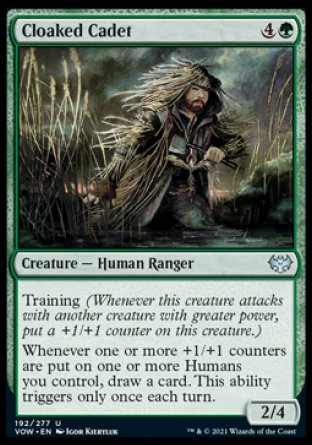 Cloaked Cadet 4
Creature — Human Ranger
Training (Whenever this creature attacks
with another creature with greater power,
put a +1/+1 counter on this creature.)
Whenever one or more +1/+1 counters
are put on one or more Humans
you control, draw a card. This ability
triggers only once each turn.
2/4
192/277 U
VOW • EN Igor Kieryluk
™ & © 2021 Wizards of the Coast